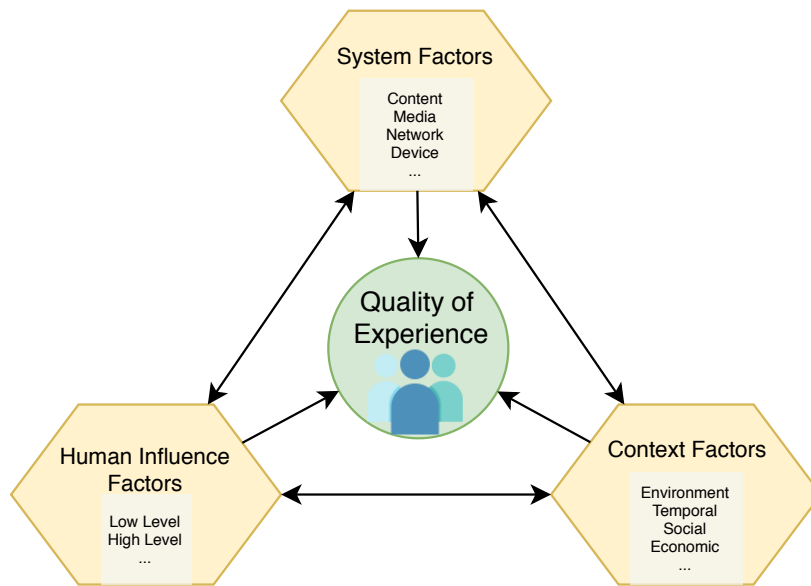 System Factors
Content
Media
Network
Device
...
Quality of
Experience
Human Influence
Factors
Low Level
High Level
...
Context Factors
Environment
Temporal
Social
Economic
...